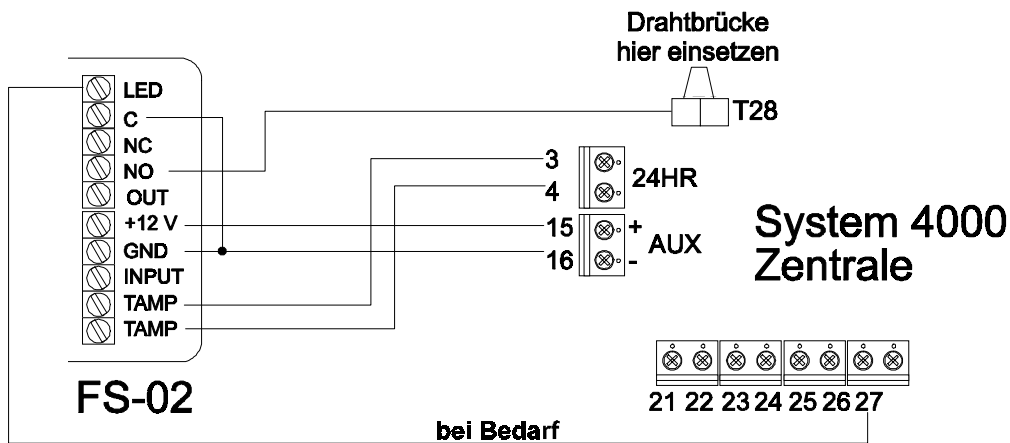 Drahtbrücke
hier einsetzen
T28
LED
C
NC
NO
OUT
+12 V
GND
INPUT
TAMP
TAMP
FS-02
3
4
24HR
15
16
+
-
AUX
System 4000
Zentrale
21 22 23 24 25 26 27
bei Bedarf